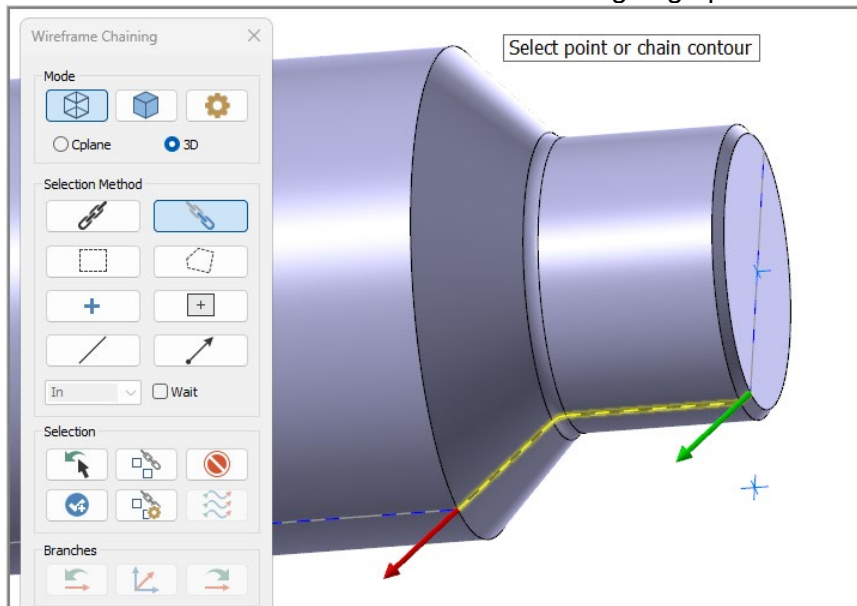 Wireframe Chaining
Select point or chain contour
Mode
Cplane
3D
Selection Method
In
Wait
Selection
Branches